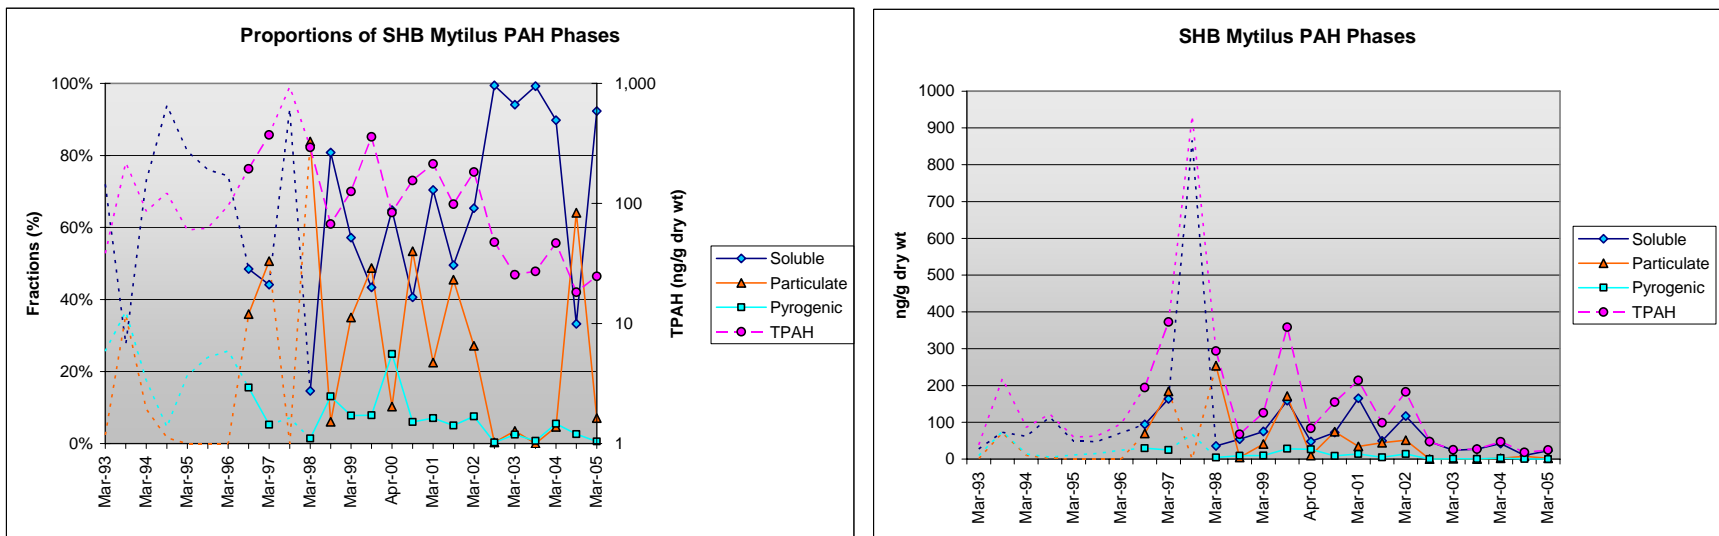 Proportions of SHB Mytilus PAH Phases
100%
80%
60%
40%
20%
0%
Fractions (%)
1,000
100
10
1
TPAH (ng/g dry wt)
Mar-93
Mar-94
Mar-95
Mar-96
Mar-97
Mar-98
Mar-99
Apr-00
Mar-01
Mar-02
Mar-03
Mar-04
Mar-05
Soluble
Particulate
Pyrogenic
TPAH
SHB Mytilus PAH Phases
1000
900
800
700
600
500
400
300
200
100
0
ng/g dry wt
Mar-93
Mar-94
Mar-95
Mar-96
Mar-97
Mar-98
Mar-99
Apr-00
Mar-01
Mar-02
Mar-03
Mar-04
Mar-05
Soluble
Particulate
Pyrogenic
TPAH